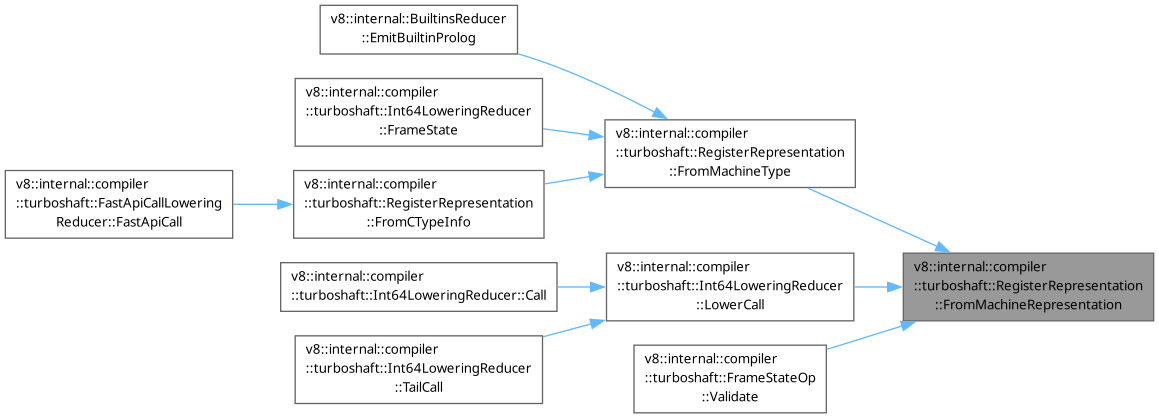 v8::internal::BuiltinsReducer
::EmitBuiltinProlog
v8::internal::compiler
::turboshaft::Int64LoweringReducer
::FrameState
v8::internal::compiler
::turboshaft::RegisterRepresentation
::FromMachineType
v8::internal::compiler
::turboshaft::FastApiCallLowering
Reducer::FastApiCall
v8::internal::compiler
::turboshaft::RegisterRepresentation
::FromCTypeInfo
v8::internal::compiler
::turboshaft::Int64LoweringReducer::Call
v8::internal::compiler
::turboshaft::Int64LoweringReducer
::LowerCall
v8::internal::compiler
::turboshaft::RegisterRepresentation
::FromMachineRepresentation
v8::internal::compiler
::turboshaft::Int64LoweringReducer
::TailCall
v8::internal::compiler
::turboshaft::FrameStateOp
::Validate